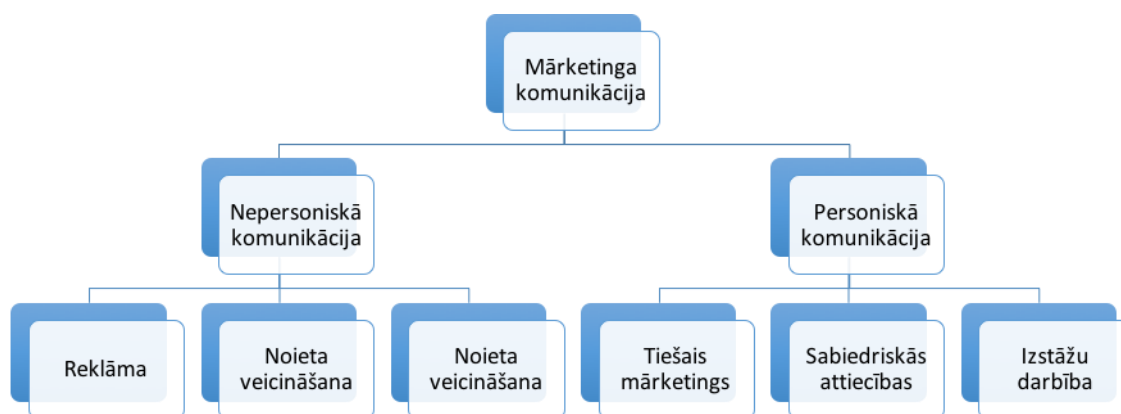 Mārketinga
komunikācija
Nepersoniskā
komunikācija
Personiskā
komunikācija
Reklāma
Noieta
veicināšana
Noieta
veicināšana
Tiešais
mārketings
Sabiedriskās
attiecības
Izstāžu
darbība